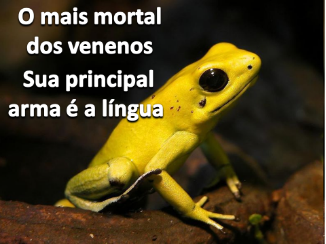 O mais mortal
dos venenos
Sua principal
arma é a língua